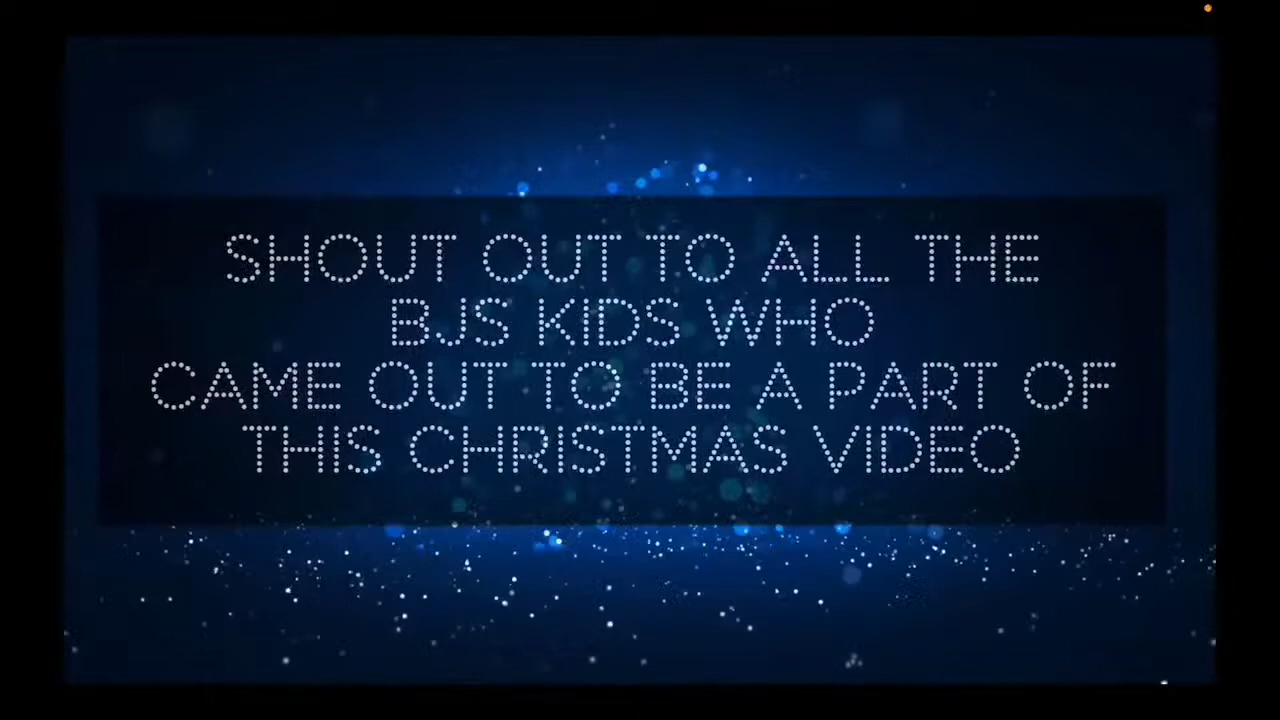 SHOUT OUT TO ALL THE
BJS KIDS WHO
CAME OUT TO BE A PART OF
THIS CHRISTMAS VIDEO